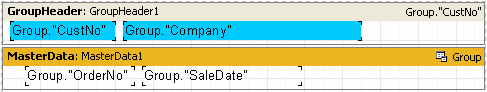 GroupHeader: GroupHeader1 Group."CustNo"
Group."CustNo" Group."Company"
MasterData: MasterData1 Group
Group."OrderNo" Group."SaleDate"